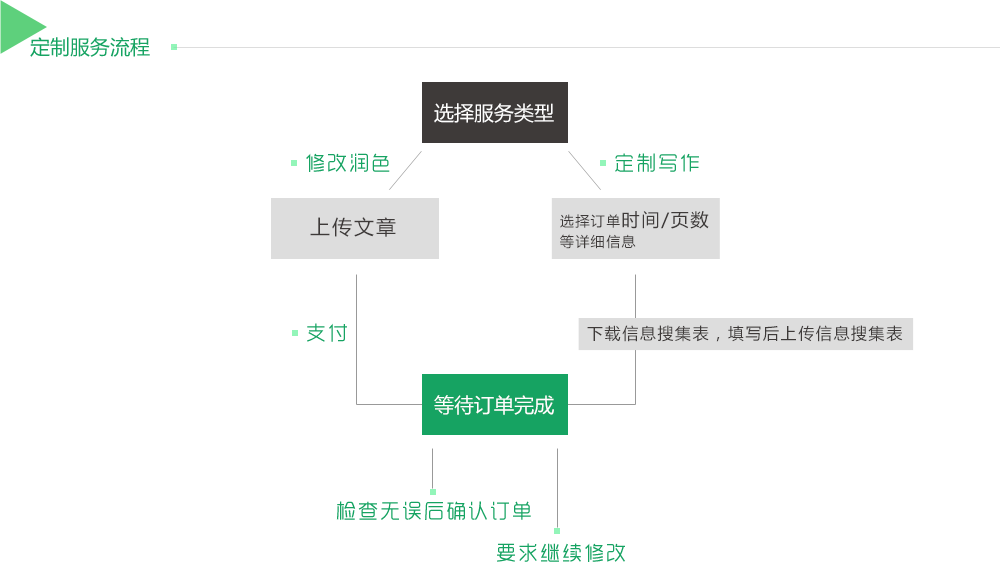 定制服务流程
选择服务类型
修改润色
定制写作
上传文章
选择订单时间/页数
等详细信息
支付
下载信息搜集表，填写后上传信息搜集表
等待订单完成
检查无误后确认订单
要求继续修改